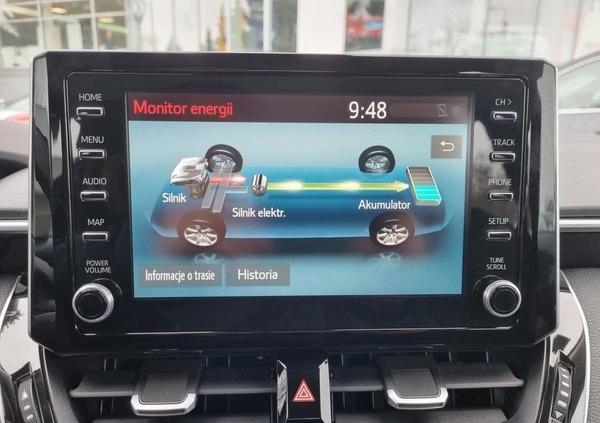 HOME
MENU
AUDIO
MAP
POWER
VOLUME
Monitor energii
9:48
Silnik
Silnik elektr.
Akumulator
Informacje o trasie
Historia
CH >
TRACK
PHONE
SETUP
TUNE
SCROLL